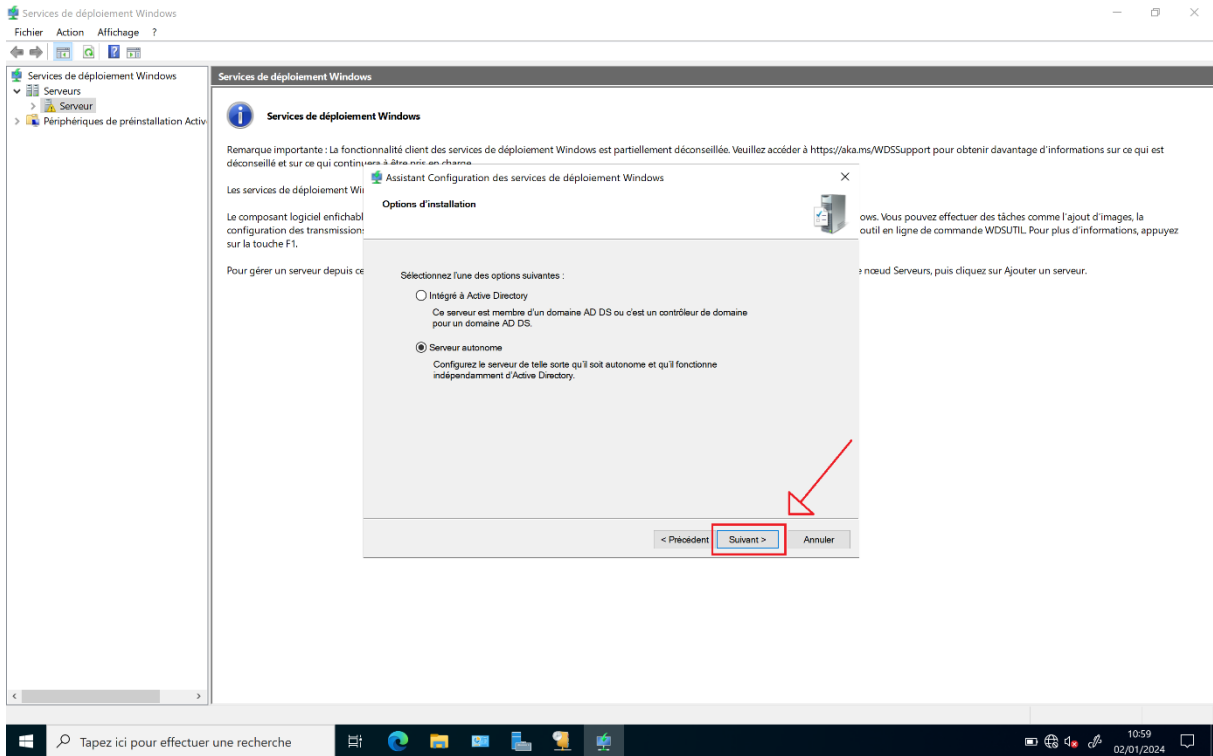 Services de déploiement Windows
Fichier Action Affichage ?
Services de déploiement Windows
Serveurs
Serveur
Périphériques de préinstallation Activ
Services de déploiement Windows
Services de déploiement Windows
Remarque importante : La fonctionnalité client des services de déploiement Windows est partiellement déconseillée. Veuillez accéder à https://aka.ms/WDSSupport pour obtenir davantage d'informations sur ce qui est
déconseillé et sur ce qui continuera à être pris en charge
Les services de déploiement Wi
Le composant logiciel enfichabl
ows. Vous pouvez effectuer des tâches comme l'ajout d'images, la
configuration des transmissions
outil en ligne de commande WDSUTIL. Pour plus d'informations, appuyez
sur la touche F1.
Pour gérer un serveur depuis ce
e nœud Serveurs, puis cliquez sur Ajouter un serveur.
Assistant Configuration des services de déploiement Windows
Options d'installation
Sélectionnez l'une des options suivantes :
Intégré à Active Directory
Ce serveur est membre d'un domaine AD DS ou c'est un contrôleur de domaine
pour un domaine AD DS.
Serveur autonome
Configurez le serveur de telle sorte qu'il soit autonome et qu'il fonctionne
indépendamment d'Active Directory.
< Précédent Suivant > Annuler
Tapez ici pour effectuer une recherche
10:59
02/01/2024